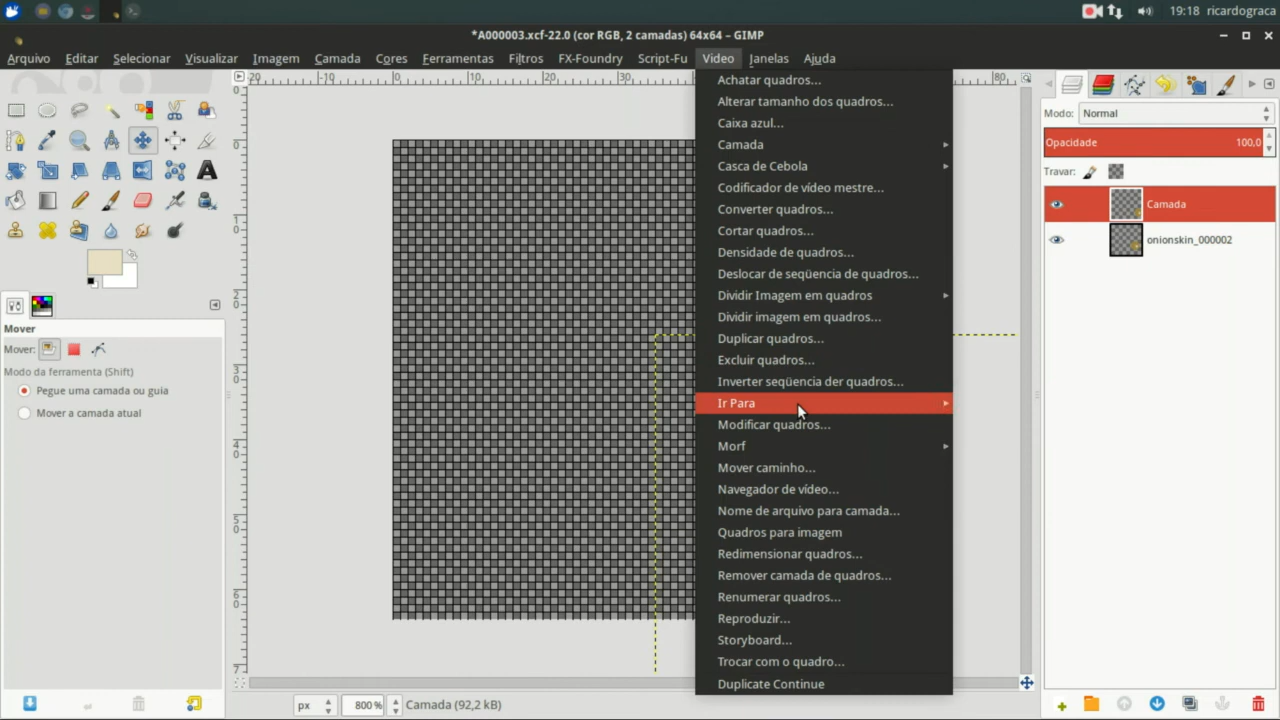 19:18 ricardograca
*A000003.xcf-22.0 (cor RGB, 2 camadas) 64x64 – GIMP
Arquivo Editar Selecionar Visualizar Imagem Camada Cores Ferramentas Filtros FX-Foundry Script-Fu Video Janelas Ajuda
Achatar quadros...
Alterar tamanho dos quadros...
Caixa azul...
Camada
Casca de Cebola
Codificador de vídeo mestre...
Converter quadros...
Cortar quadros...
Densidade de quadros...
Deslocar de seqüencia de quadros...
Dividir Imagem em quadros
Dividir imagem em quadros...
Duplicar quadros...
Excluir quadros...
Inverter seqüencia der quadros...
Ir Para
Modificar quadros...
Morf
Mover caminho...
Navegador de vídeo...
Nome de arquivo para camada...
Quadros para imagem
Redimensionar quadros...
Remover camada de quadros...
Renumerar quadros...
Reproduzir...
Storyboard...
Trocar com o quadro...
Duplicate Continue
Mover
Mover:
Modo da ferramenta (Shift)
Pegue uma camada ou guia
Mover a camada atual
px 800 % Camada (92,2 kB)
Modo: Normal
Opacidade 100,0
Travar:
Camada
onionskin_000002